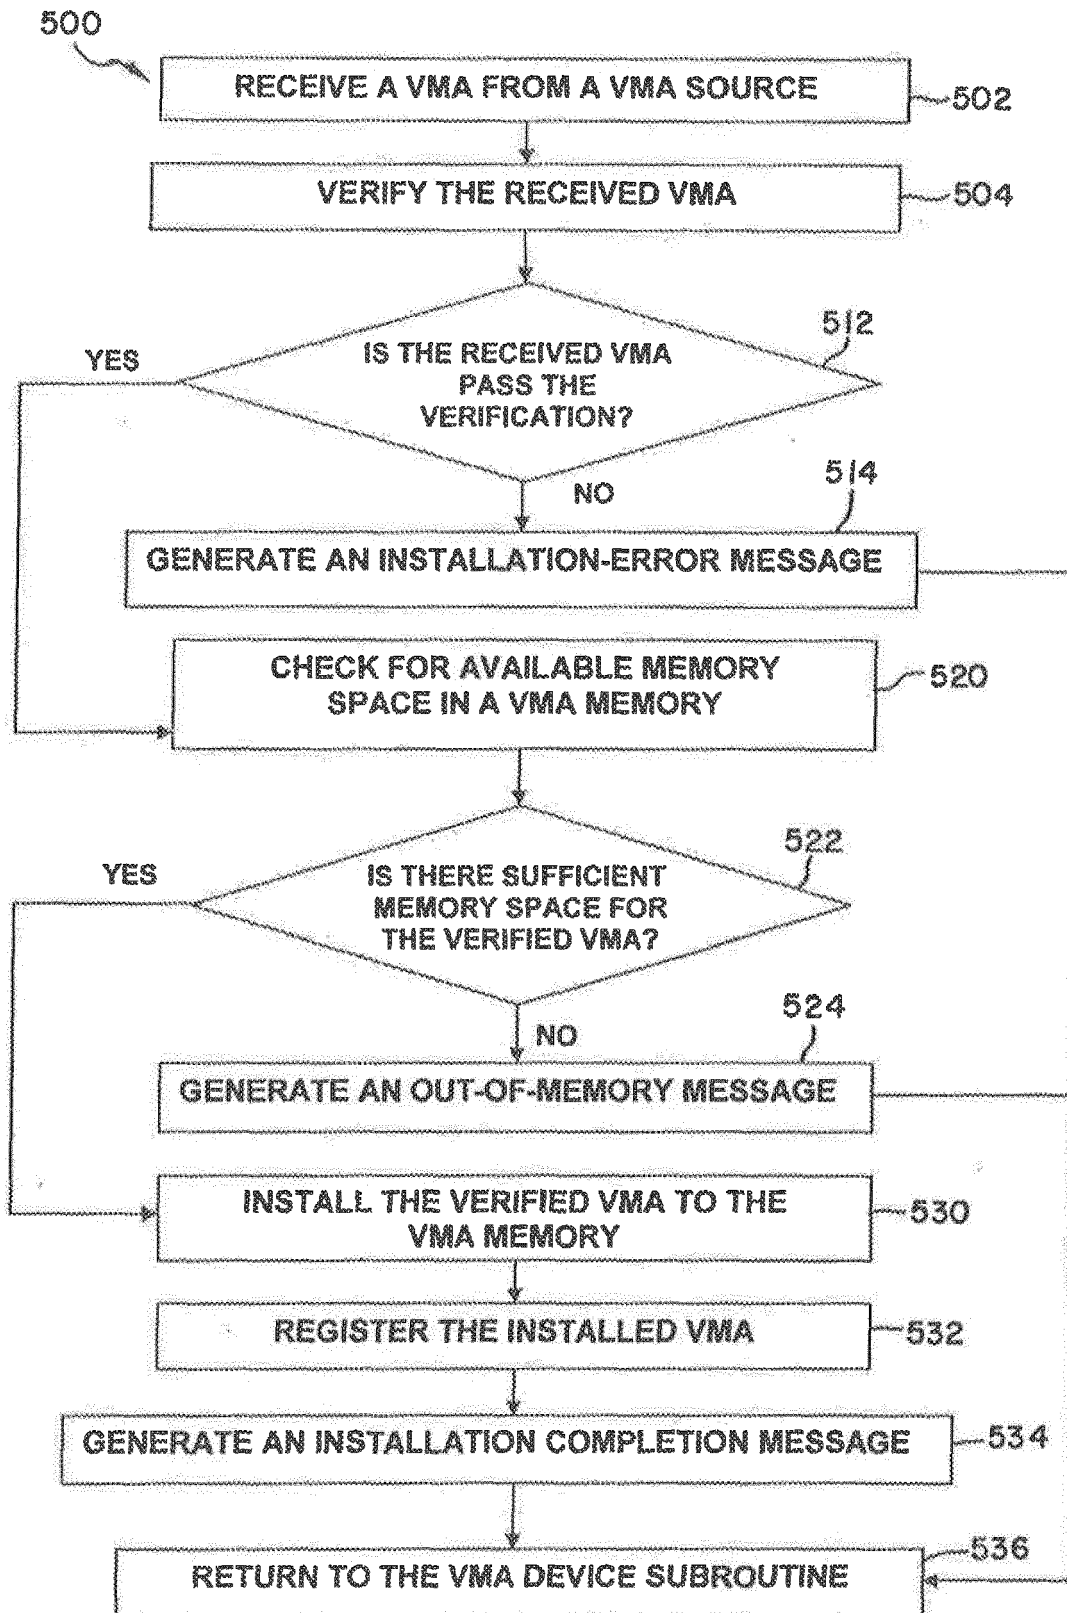 500
RECEIVE A VMA FROM A VMA SOURCE
502
VERIFY THE RECEIVED VMA
504
512
YES
IS THE RECEIVED VMA
PASS THE
VERIFICATION?
NO
514
GENERATE AN INSTALLATION-ERROR MESSAGE
CHECK FOR AVAILABLE MEMORY
SPACE IN A VMA MEMORY
520
522
YES
IS THERE SUFFICIENT
MEMORY SPACE FOR
THE VERIFIED VMA?
NO
524
GENERATE AN OUT-OF-MEMORY MESSAGE
INSTALL THE VERIFIED VMA TO THE
VMA MEMORY
530
REGISTER THE INSTALLED VMA
532
GENERATE AN INSTALLATION COMPLETION MESSAGE
534
RETURN TO THE VMA DEVICE SUBROUTINE
536